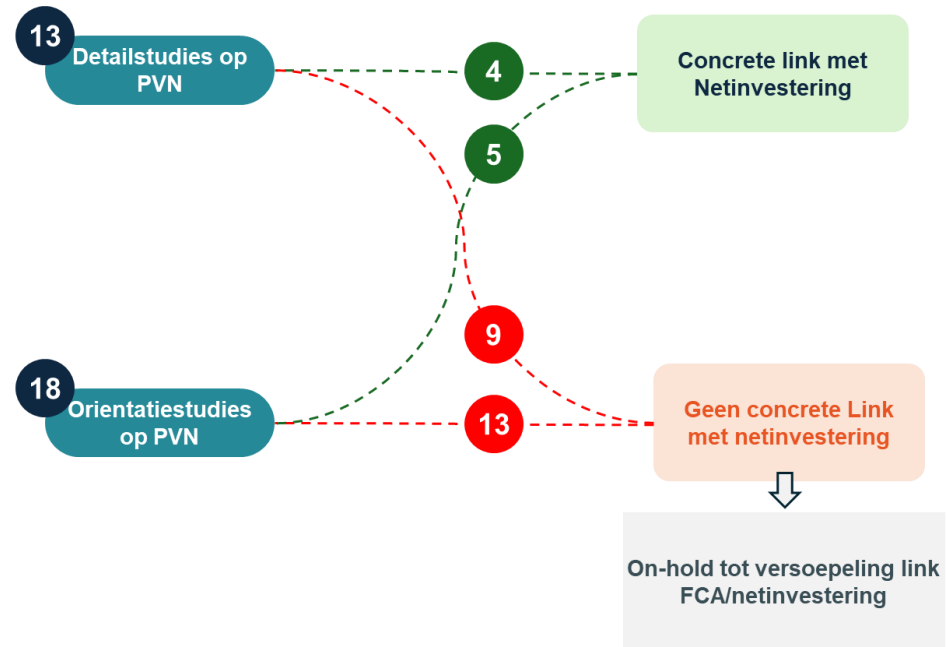 13
Detailstudies op
PVN
4
Concrete link met
Netinvestering
5
9
18
Orientatiestudies
op PVN
13
Geen concrete Link
met netinvestering
On-hold tot versoepeling link
FCA/netinvestering